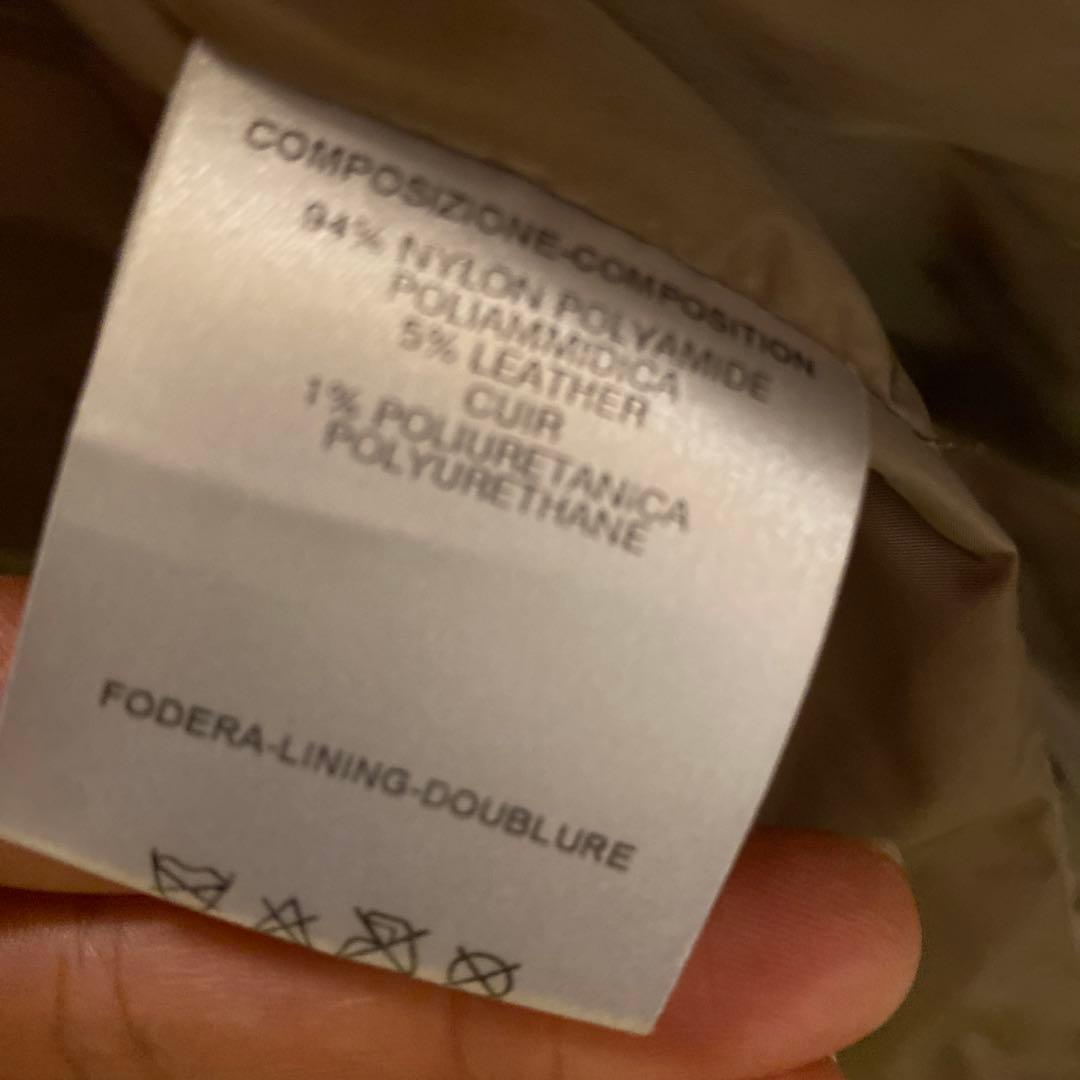 COMPOSIZIONE-COMPOSITION
94% NYLON POLYAMIDE
POLIAMMIDICA
5% LEATHER
CUIR
1% POLIURETANICA
POLYURETHANE
FODERA-LINING-DOUBLURE